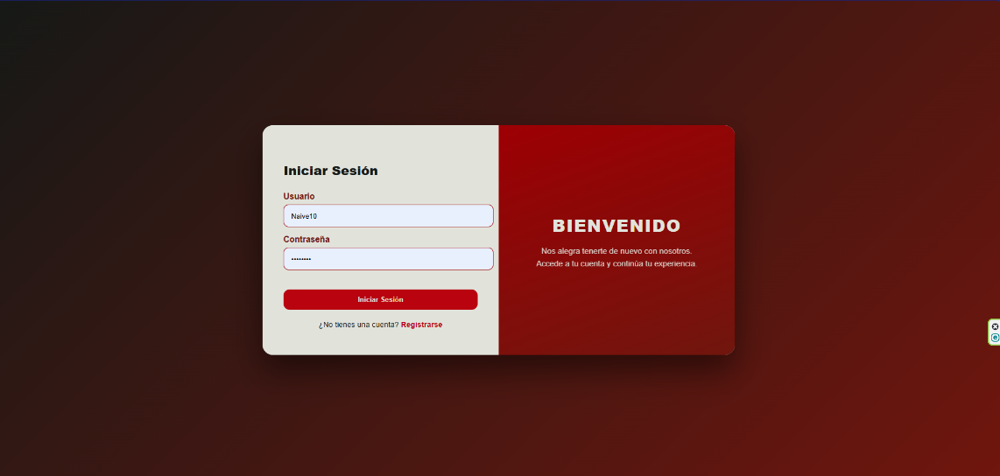 Iniciar Sesión
Usuario
Naive10
Contraseña
••••••••
Iniciar Sesión
¿No tienes una cuenta? Registrarse
BIENVENIDO
Nos alegra tenerte de nuevo con nosotros.
Accede a tu cuenta y continúa tu experiencia.